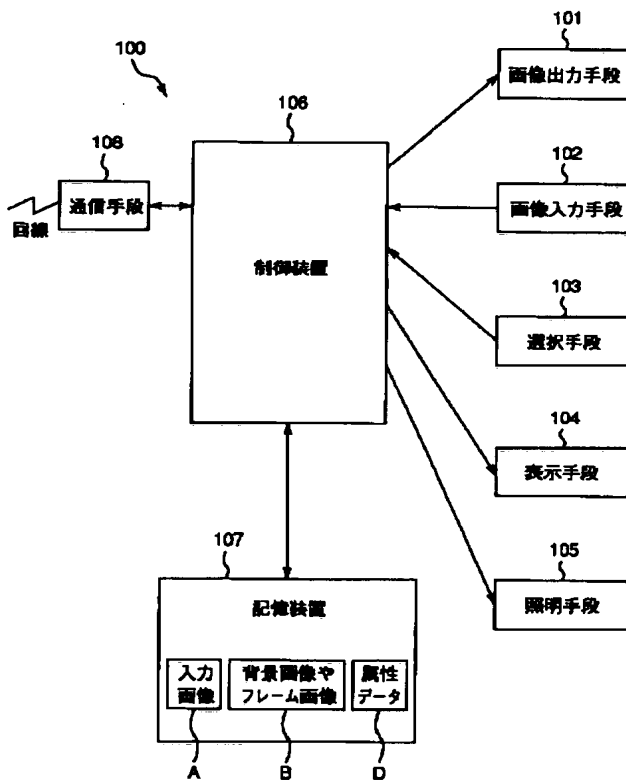 100
106
101
画像出力手段
108
通信手段
回線
102
画像入力手段
制御装置
103
選択手段
104
表示手段
105
照明手段
107
記憶装置
入力
画像
背景画像や
フレーム画像
属性
データ
A
B
D